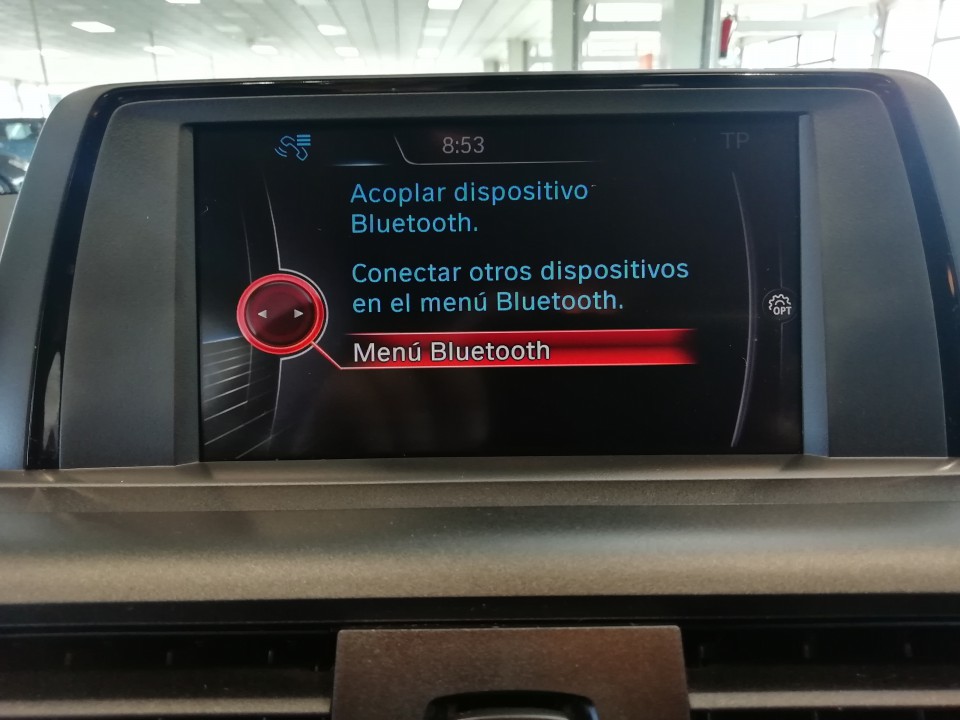 8:53
TP
Acoplar dispositivo
Bluetooth.
Conectar otros dispositivos
en el menú Bluetooth.
OPT
Menú Bluetooth